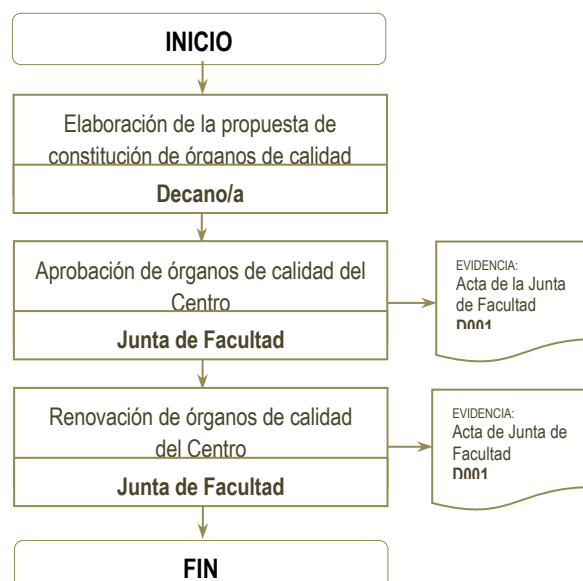 INICIO
Elaboración de la propuesta de
constitución de órganos de calidad
Decano/a
Aprobación de órganos de calidad del
Centro
Junta de Facultad
EVIDENCIA:
Acta de la Junta
de Facultad
D001
Renovación de órganos de calidad
del Centro
Junta de Facultad
EVIDENCIA:
Acta de Junta de
Facultad
D001
FIN